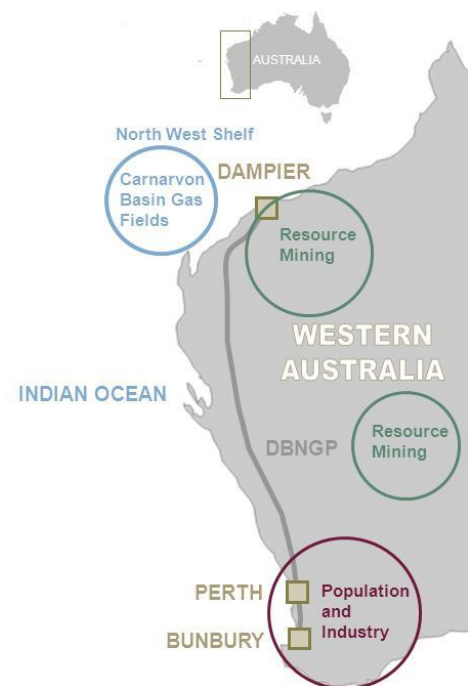 AUSTRALIA
North West Shelf
DAMPIER
Carnarvon
Basin Gas
Fields
Resource
Mining
WESTERN
AUSTRALIA
INDIAN OCEAN
Resource
Mining
DBNGP
PERTH
Population
and
Industry
BUNBURY